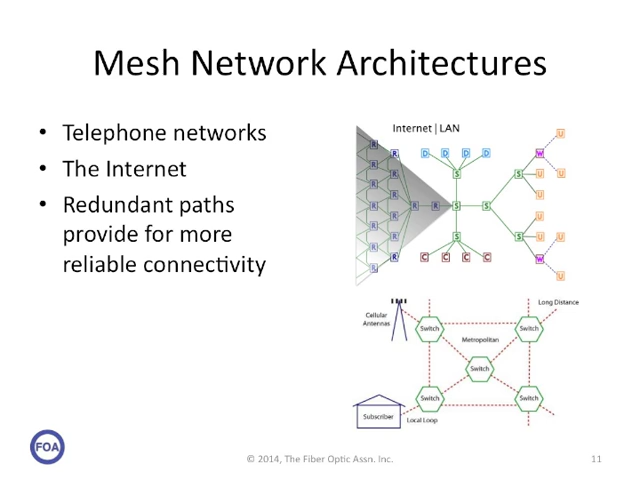 Mesh Network Architectures
• Telephone networks
• The Internet
• Redundant paths
provide for more
reliable connectivity
Internet|LAN
R
R
R
R
R
R
R
R
R
R
R
R
D
D
D
D
S
S
S
S
S
S
C
C
C
C
U
W
U
U
U
U
U
U
W
U
Cellular
Antennas
Long Distance
Switch
Switch
Metropolitan
Switch
Switch
Switch
Subscriber
Local Loop
FOA
© 2014, The Fiber Optic Assn. Inc.
11